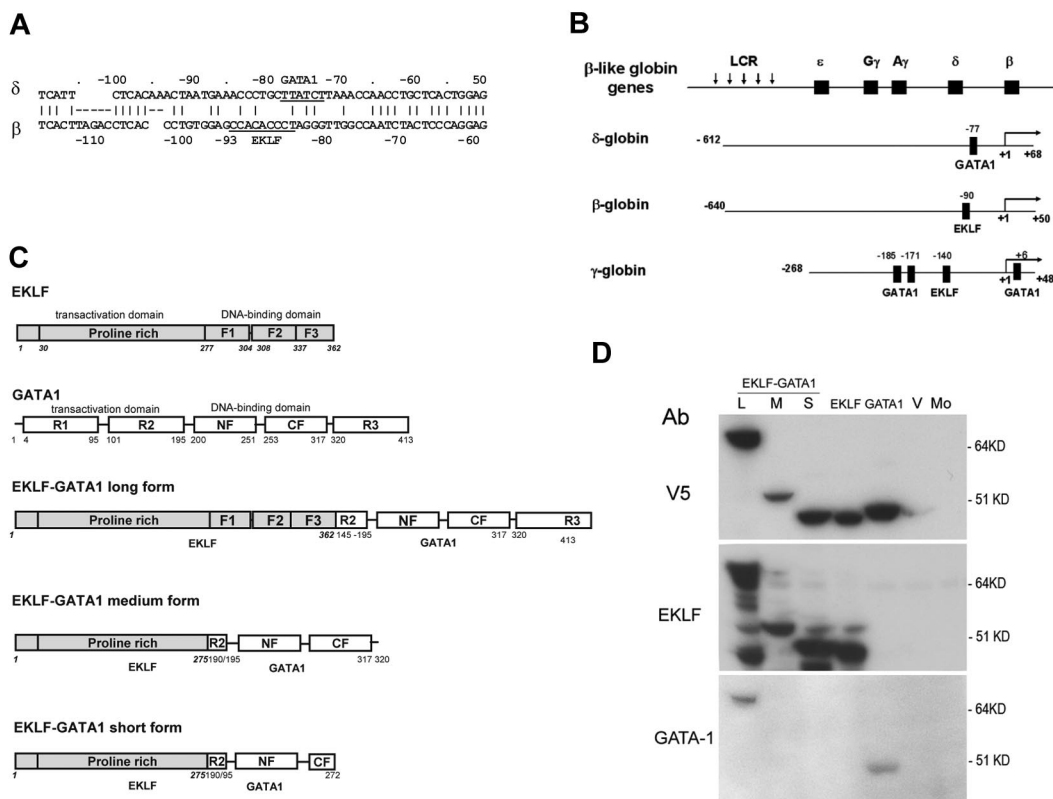 A
. -100 . -90 -80 GATA1 -70 . -60 . 50
δ TCATT CTCACAAACTAATGAAACCCTGCTTATCTTAAACCAACCTGCTCACTGGAG
β TCACTTAGACCTCAC CCTGTGGAGCCACACCCTAGGGTTGGCCAATCTACTCCCAGGAG
-110 -100 -93 EKLF -80 -70 -60
B
LCR ε Gγ Aγ δ β
β-like globin
genes
-77
δ-globin - 612
GATA1 +1 +68
-90
β-globin -640
EKLF +1 +50
-185 -171 -140 +6
γ-globin -268
+1 +48
GATA1 EKLF GATA1
C
EKLF
transactivation domain DNA-binding domain
Proline rich F1 F2 F3
1 30 277 304 308 337 362
GATA1
transactivation domain DNA-binding domain
R1 R2 NF CF R3
1 4 95 101 195 200 251 253 317 320 413
EKLF-GATA1 long form
Proline rich F1 F2 F3 R2 NF CF R3
1 EKLF 362 145 -195 GATA1 317 320 413
EKLF-GATA1 medium form
Proline rich R2 NF CF
1 EKLF 275 190/195 GATA1 317 320
EKLF-GATA1 short form
Proline rich R2 NF CF
1 EKLF 275 190/95 GATA1 272
D
EKLF-GATA1
Ab L M S EKLF GATA1 V Mo
- 64KD
V5
- 51 KD
- 64KD
EKLF
- 51 KD
- 64KD
GATA-1
- 51 KD